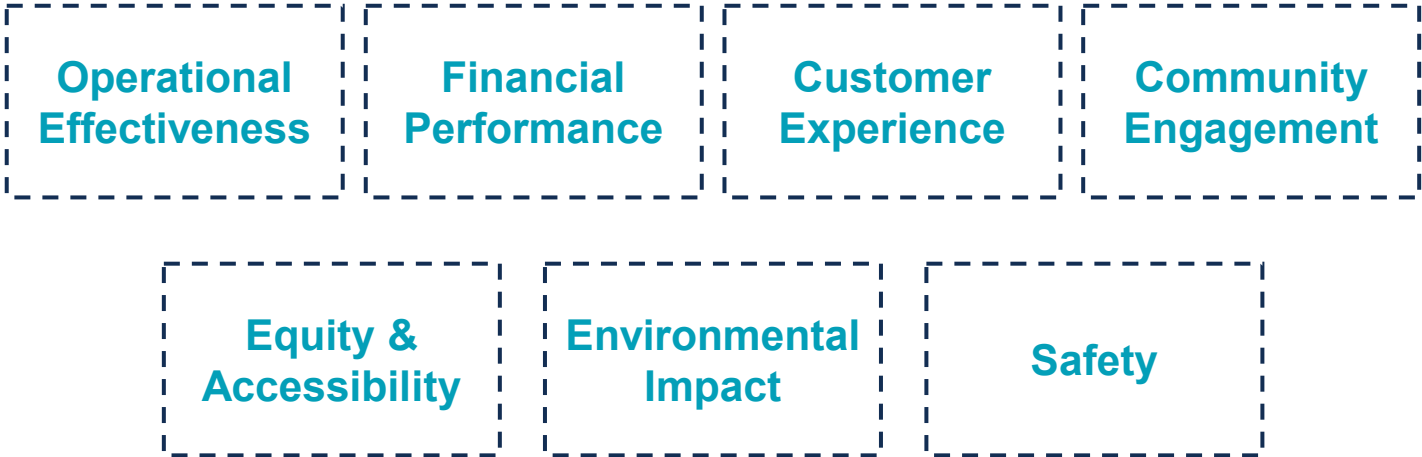 Operational
Effectiveness
Financial
Performance
Customer
Experience
Community
Engagement
Equity &
Accessibility
Environmental
Impact
Safety